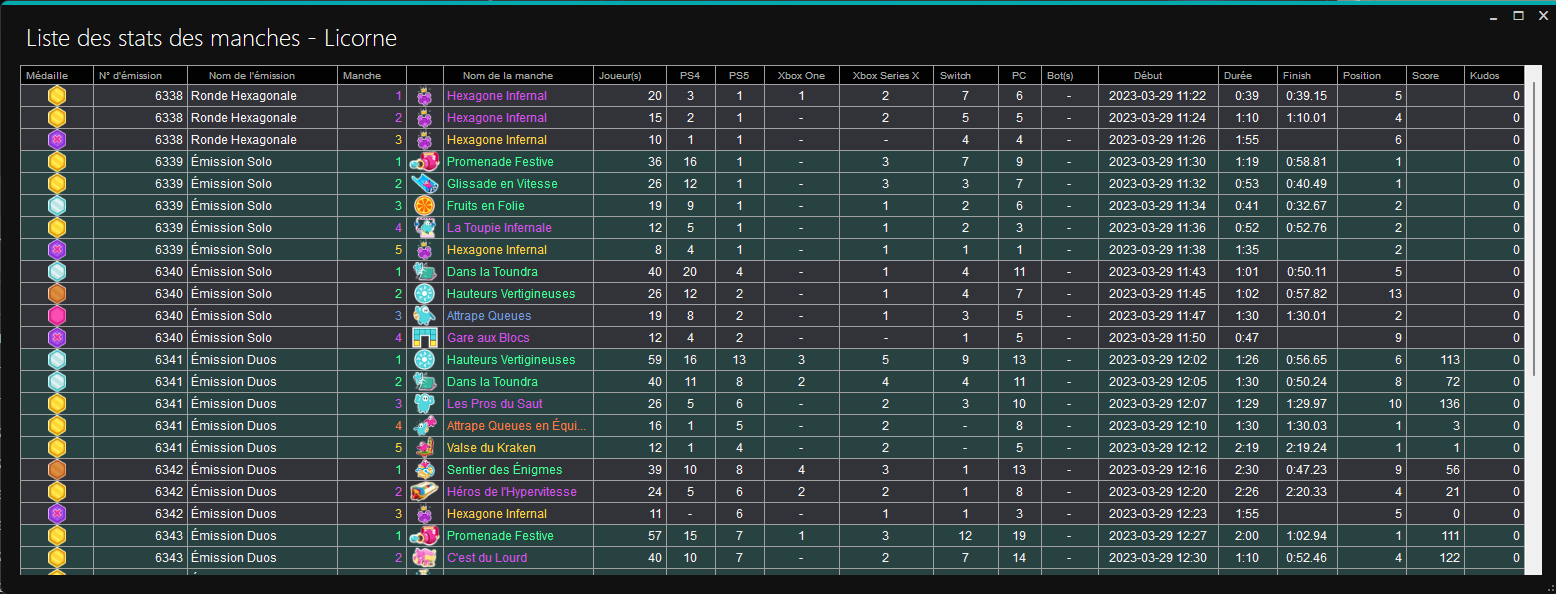 Liste des stats des manches - Licorne
Médaille N° d'émission Nom de l'émission Manche Nom de la manche Joueur(s) PS4 PS5 Xbox One Xbox Series X Switch PC Bot(s) Début Durée Finish Position Score Kudos
6338 Ronde Hexagonale 1 Hexagone Infernal 20 3 1 1 2 7 6 - 2023-03-29 11:22 0:39 0:39.15 5 0
6338 Ronde Hexagonale 2 Hexagone Infernal 15 2 1 - 2 5 5 - 2023-03-29 11:24 1:10 1:10.01 4 0
6338 Ronde Hexagonale 3 Hexagone Infernal 10 1 1 - - 4 4 - 2023-03-29 11:26 1:55 6 0
6339 Émission Solo 1 Promenade Festive 36 16 1 - 3 7 9 - 2023-03-29 11:30 1:19 0:58.81 1 0
6339 Émission Solo 2 Glissade en Vitesse 26 12 1 - 3 3 7 - 2023-03-29 11:32 0:53 0:40.49 1 0
6339 Émission Solo 3 Fruits en Folie 19 9 1 - 1 2 6 - 2023-03-29 11:34 0:41 0:32.67 2 0
6339 Émission Solo 4 La Toupie Infernale 12 5 1 - 1 2 3 - 2023-03-29 11:36 0:52 0:52.76 2 0
6339 Émission Solo 5 Hexagone Infernal 8 4 1 - 1 1 1 - 2023-03-29 11:38 1:35 2 0
6340 Émission Solo 1 Dans la Toundra 40 20 4 - 1 4 11 - 2023-03-29 11:43 1:01 0:50.11 5 0
6340 Émission Solo 2 Hauteurs Vertigineuses 26 12 2 - 1 4 7 - 2023-03-29 11:45 1:02 0:57.82 13 0
6340 Émission Solo 3 Attrape Queues 19 8 2 - 1 3 5 - 2023-03-29 11:47 1:30 1:30.01 2 0
6340 Émission Solo 4 Gare aux Blocs 12 4 2 - - 1 5 - 2023-03-29 11:50 0:47 9 0
6341 Émission Duos 1 Hauteurs Vertigineuses 59 16 13 3 5 9 13 - 2023-03-29 12:02 1:26 0:56.65 6 113 0
6341 Émission Duos 2 Dans la Toundra 40 11 8 2 4 4 11 - 2023-03-29 12:05 1:30 0:50.24 8 72 0
6341 Émission Duos 3 Les Pros du Saut 26 5 6 - 2 3 10 - 2023-03-29 12:07 1:29 1:29.97 10 136 0
6341 Émission Duos 4 Attrape Queues en Équi... 16 1 5 - 2 - 8 - 2023-03-29 12:10 1:30 1:30.03 1 3 0
6341 Émission Duos 5 Valse du Kraken 12 1 4 - 2 - 5 - 2023-03-29 12:12 2:19 2:19.24 1 1 0
6342 Émission Duos 1 Sentier des Énigmes 39 10 8 4 3 1 13 - 2023-03-29 12:16 2:30 0:47.23 9 56 0
6342 Émission Duos 2 Héros de l'Hypervitesse 24 5 6 2 2 1 8 - 2023-03-29 12:20 2:26 2:20.33 4 21 0
6342 Émission Duos 3 Hexagone Infernal 11 - 6 - 1 1 3 - 2023-03-29 12:23 1:55 5 0 0
6343 Émission Duos 1 Promenade Festive 57 15 7 1 3 12 19 - 2023-03-29 12:27 2:00 1:02.94 1 111 0
6343 Émission Duos 2 C'est du Lourd 40 10 7 - 2 7 14 - 2023-03-29 12:30 1:10 0:52.46 4 122 0